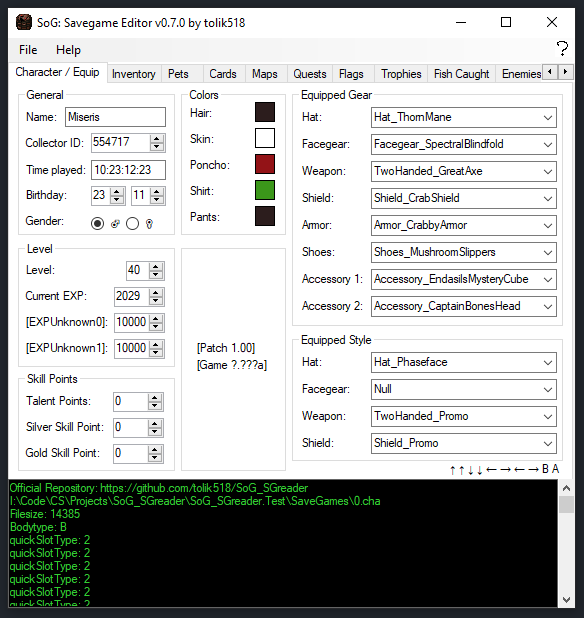 SoG: Savegame Editor v0.7.0 by tolik518
File Help ?
Character / Equip Inventory Pets Cards Maps Quests Flags Trophies Fish Caught Enemies
General
Name: Miseris
Collector ID: 554717
Time played: 10:23:12:23
Birthday: 23 11
Gender:
Colors
Hair:
Skin:
Poncho:
Shirt:
Pants:
Equipped Gear
Hat: Hat_ThornMane
Facegear: Facegear_SpectralBlindfold
Weapon: TwoHanded_GreatAxe
Shield: Shield_CrabShield
Armor: Armor_CrabbyArmor
Shoes: Shoes_MushroomSlippers
Accessory 1: Accessory_EndasilsMysteryCube
Accessory 2: Accessory_CaptainBonesHead
Level
Level: 40
Current EXP: 2029
[EXPUnknown0]: 10000
[EXPUnknown1]: 10000
[Patch 1.00]
[Game ?.???a]
Equipped Style
Hat: Hat_Phaseface
Facegear: Null
Weapon: TwoHanded_Promo
Shield: Shield_Promo
Skill Points
Talent Points: 0
Silver Skill Point: 0
Gold Skill Point: 0
↑↑↓↓←→←→ B A
Official Repository: https://github.com/tolik518/SoG_SGreader
I:\Code\CS\Projects\SoG_SGreader\SoG_SGreader.Test\SaveGames\0.cha
Filesize: 14385
Bodytype: B
quickSlotType: 2
quickSlotType: 2
quickSlotType: 2
quickSlotType: 2
quickSlotType: 2
quickSlotType: 2